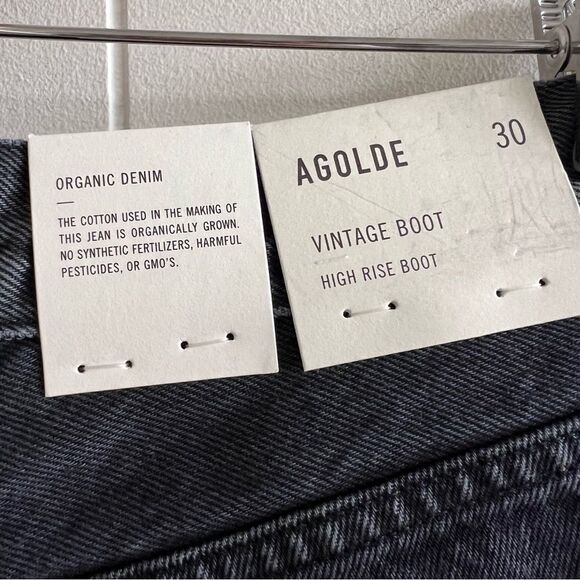 ORGANIC DENIM
THE COTTON USED IN THE MAKING OF
THIS JEAN IS ORGANICALLY GROWN.
NO SYNTHETIC FERTILIZERS, HARMFUL
PESTICIDES, OR GMO'S.
AGOLDE 30
VINTAGE BOOT
HIGH RISE BOOT